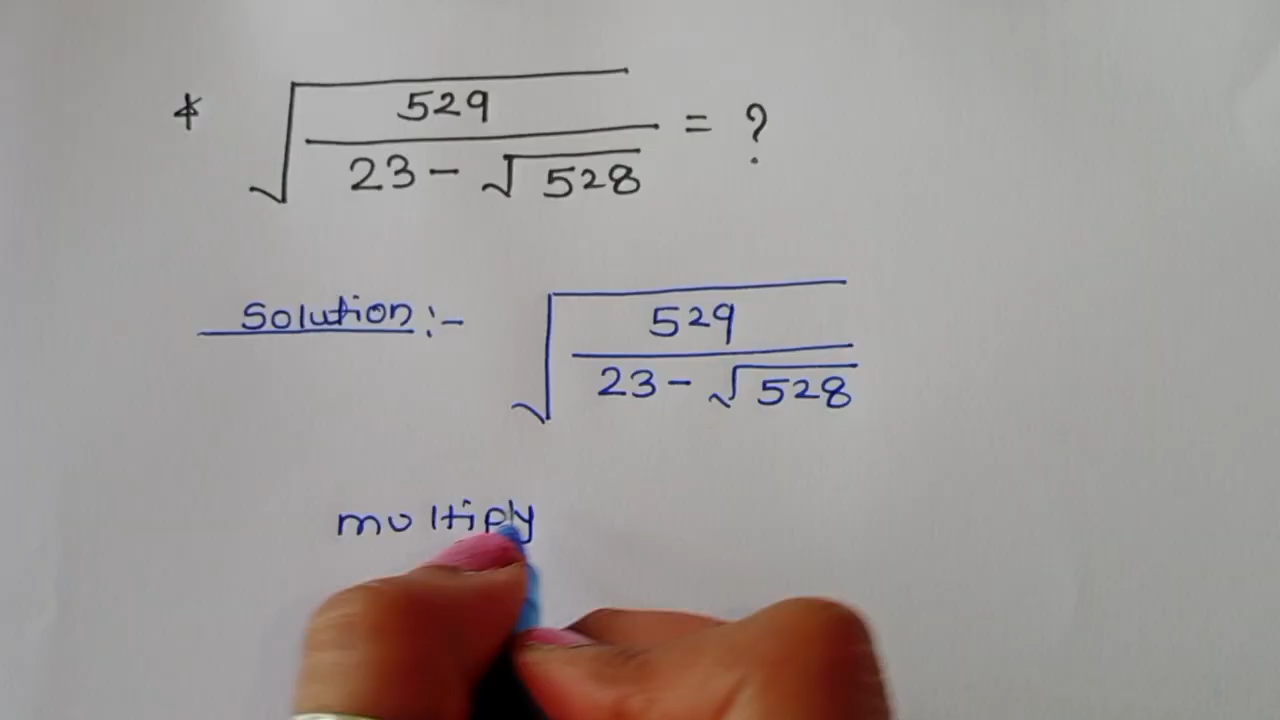 * √(529 / (23 - √528)) = ?
Solution :- √(529 / (23 - √528))
multiply